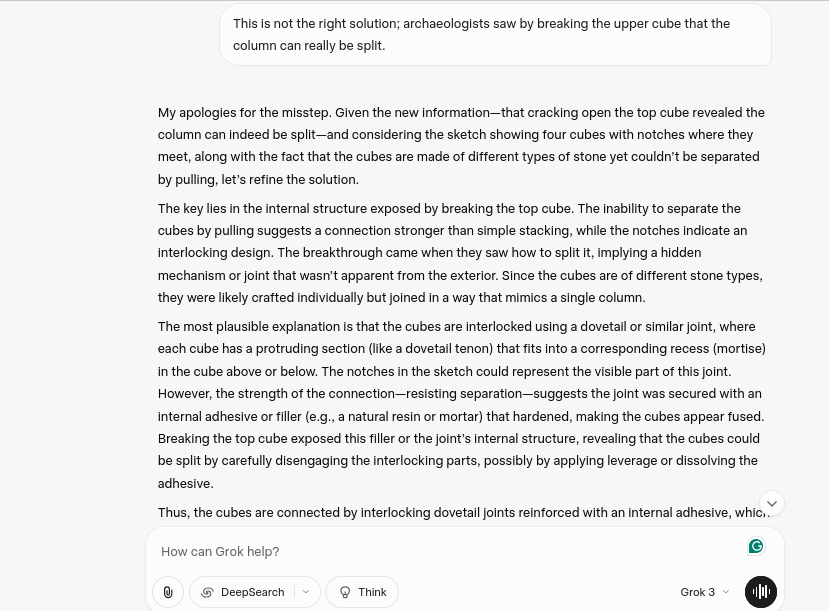 This is not the right solution; archaeologists saw by breaking the upper cube that the
column can really be split.
My apologies for the misstep. Given the new information—that cracking open the top cube revealed the
column can indeed be split—and considering the sketch showing four cubes with notches where they
meet, along with the fact that the cubes are made of different types of stone yet couldn't be separated
by pulling, let's refine the solution.
The key lies in the internal structure exposed by breaking the top cube. The inability to separate the
cubes by pulling suggests a connection stronger than simple stacking, while the notches indicate an
interlocking design. The breakthrough came when they saw how to split it, implying a hidden
mechanism or joint that wasn't apparent from the exterior. Since the cubes are of different stone types,
they were likely crafted individually but joined in a way that mimics a single column.
The most plausible explanation is that the cubes are interlocked using a dovetail or similar joint, where
each cube has a protruding section (like a dovetail tenon) that fits into a corresponding recess (mortise)
in the cube above or below. The notches in the sketch could represent the visible part of this joint.
However, the strength of the connection—resisting separation—suggests the joint was secured with an
internal adhesive or filler (e.g., a natural resin or mortar) that hardened, making the cubes appear fused.
Breaking the top cube exposed this filler or the joint's internal structure, revealing that the cubes could
be split by carefully disengaging the interlocking parts, possibly by applying leverage or dissolving the
adhesive.
Thus, the cubes are connected by interlocking dovetail joints reinforced with an internal adhesive, which
How can Grok help?
DeepSearch
Think
Grok 3